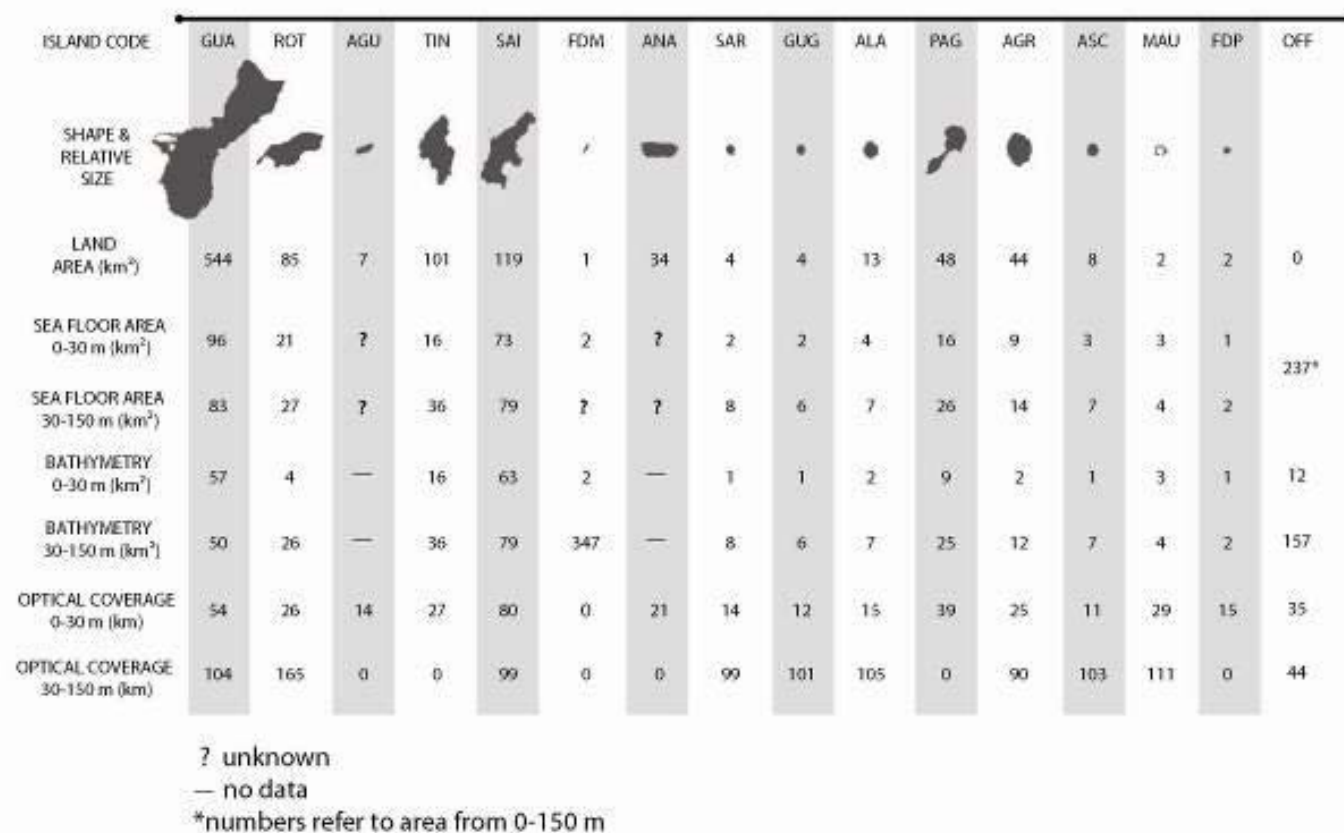 ISLAND CODE GUA ROT AGU TIN SAI FDM ANA SAR GUG ALA PAG AGR ASC MAU FDP OFF
SHAPE &
RELATIVE
SIZE
LAND
AREA (km²) 544 85 7 101 119 1 34 4 4 13 48 44 8 2 2 0
SEA FLOOR AREA
0-30 m (km²) 96 21 ? 16 73 2 ? 2 2 4 16 9 3 3 1
237*
SEA FLOOR AREA
30-150 m (km²) 83 27 ? 36 79 ? ? 8 6 7 26 14 7 4 2
BATHYMETRY
0-30 m (km²) 57 4 — 16 63 2 — 1 1 2 9 2 1 3 1 12
BATHYMETRY
30-150 m (km²) 50 26 — 36 79 347 — 8 6 7 25 12 7 4 2 157
OPTICAL COVERAGE
0-30 m (km) 54 26 14 27 80 0 21 14 12 15 39 25 11 29 15 35
OPTICAL COVERAGE
30-150 m (km) 104 165 0 0 99 0 0 99 101 105 0 90 103 111 0 44
? unknown
— no data
*numbers refer to area from 0-150 m